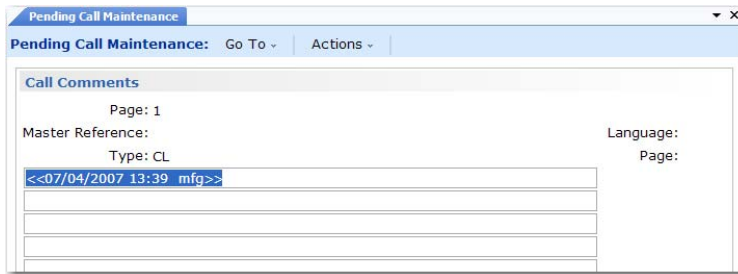 Pending Call Maintenance
Pending Call Maintenance: Go To Actions
Call Comments
Page: 1
Master Reference: Language:
Type: CL Page:
<<07/04/2007 13:39 mfg>>